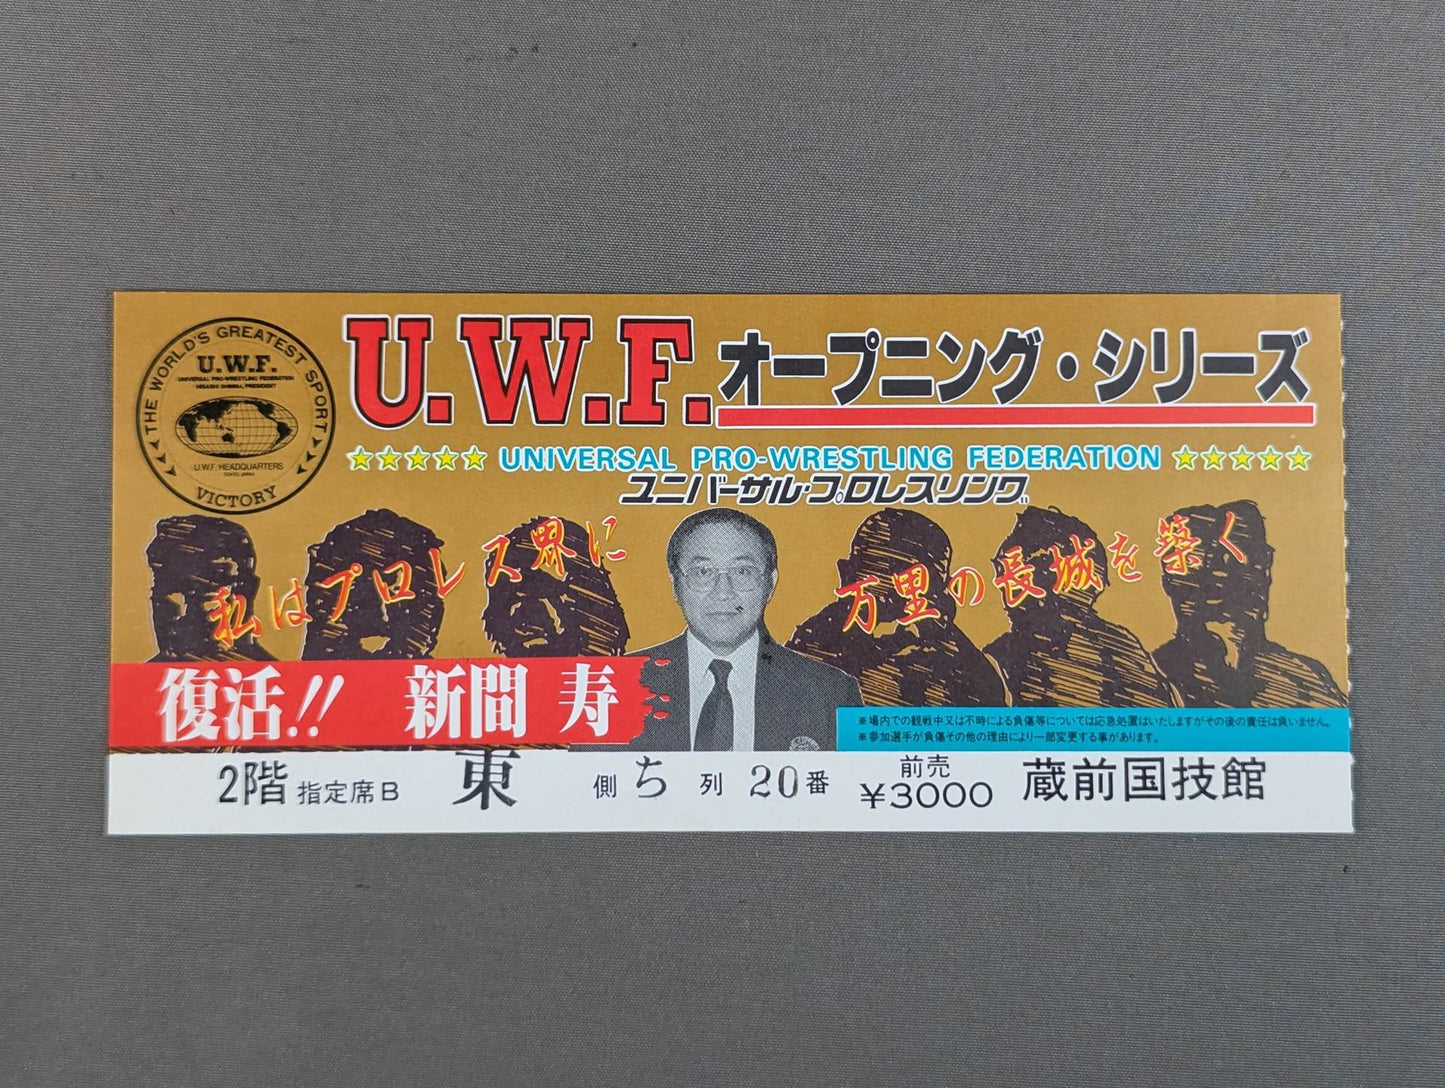 THE WORLD'S GREATEST SPORT
U.W.F.
UNIVERSAL PRO-WRESTLING FEDERATION
HISASHI SHINMA, PRESIDENT
U.W.F. HEADQUARTERS
TOKYO JAPAN
VICTORY
U.W.F.オープニング・シリーズ
★★★★★ UNIVERSAL PRO-WRESTLING FEDERATION ★★★★★
ユニバーサル・プロレスリング
私はプロレス界に 万里の長城を築く
復活!! 新間 寿
※場内での観戦中又は不時による負傷等については応急処置はいたしますがその後の責任は負いません。
※参加選手が負傷その他の理由により一部変更する事があります。
2階 指定席B 東 側 ち 列 20番 前売 ¥3000 蔵前国技館